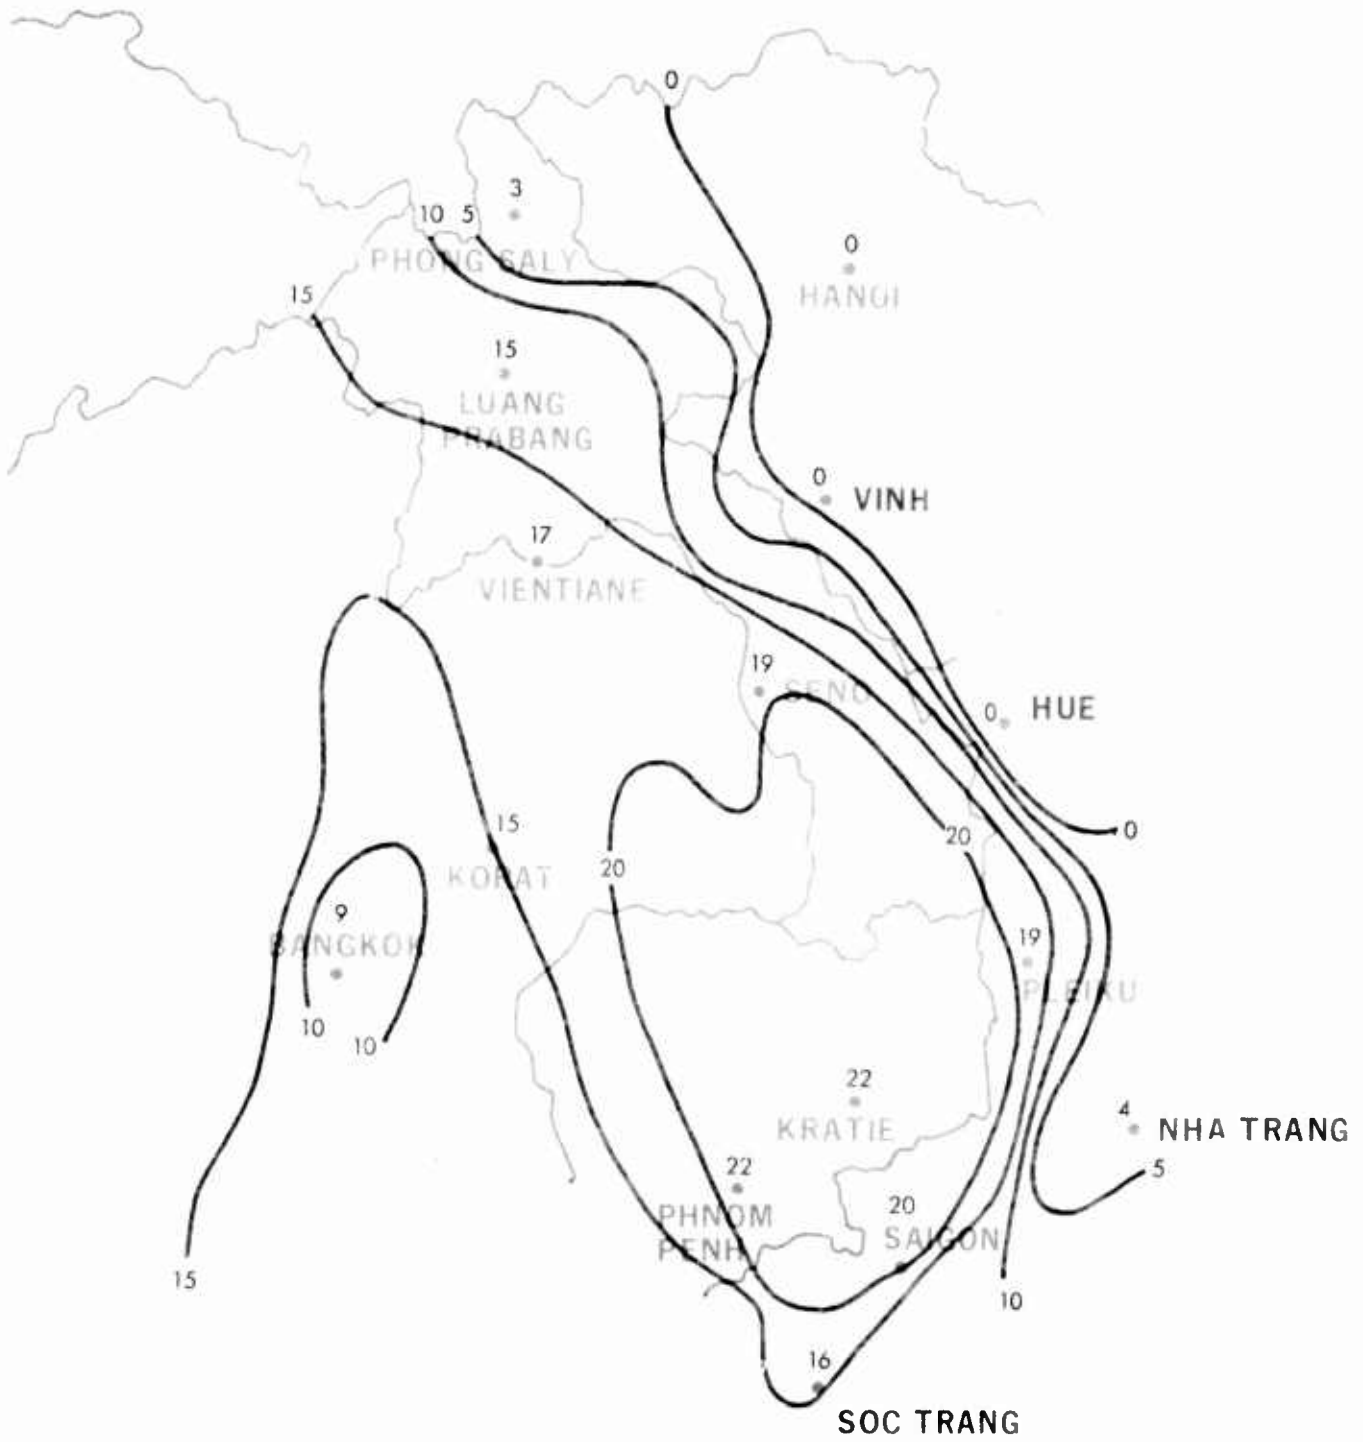 0
3
10 5
0
PHONG SALY
HANOI
15
15
LUANG
PRABANG
0
VINH
17
VIENTIANE
19
SENO
0 HUE
15
0
20
KORAT
20
9
BANGKOK
19
PLEIKU
10
10
22
KRATIE
4
NHA TRANG
22
5
20
PHNOM
PENH
SAIGON
15
10
16
SOC TRANG